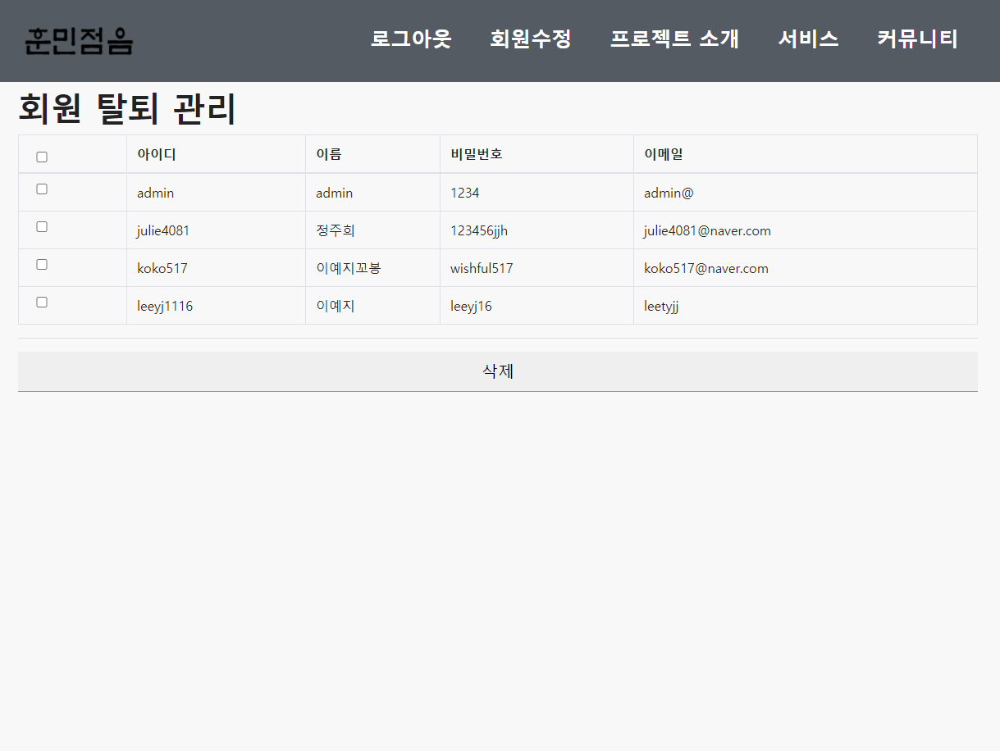 훈민점음 로그아웃 회원수정 프로젝트 소개 서비스 커뮤니티
회원 탈퇴 관리
아이디 이름 비밀번호 이메일
admin admin 1234 admin@
julie4081 정주희 123456jjh julie4081@naver.com
koko517 이예지꼬봉 wishful517 koko517@naver.com
leeyj1116 이예지 leeyj16 leetyjj
삭제